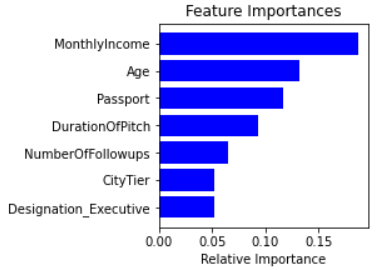 Feature Importances
MonthlyIncome
Age
Passport
DurationOfPitch
NumberOfFollowups
CityTier
Designation_Executive
0.00 0.05 0.10 0.15
Relative Importance